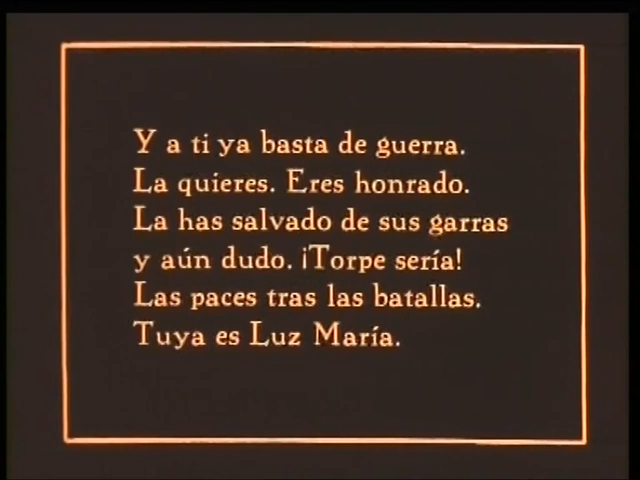 Y a ti ya basta de guerra.
La quieres. Eres honrado.
La has salvado de sus garras
y aún dudo. ¡Torpe sería!
Las paces tras las batallas.
Tuya es Luz María.